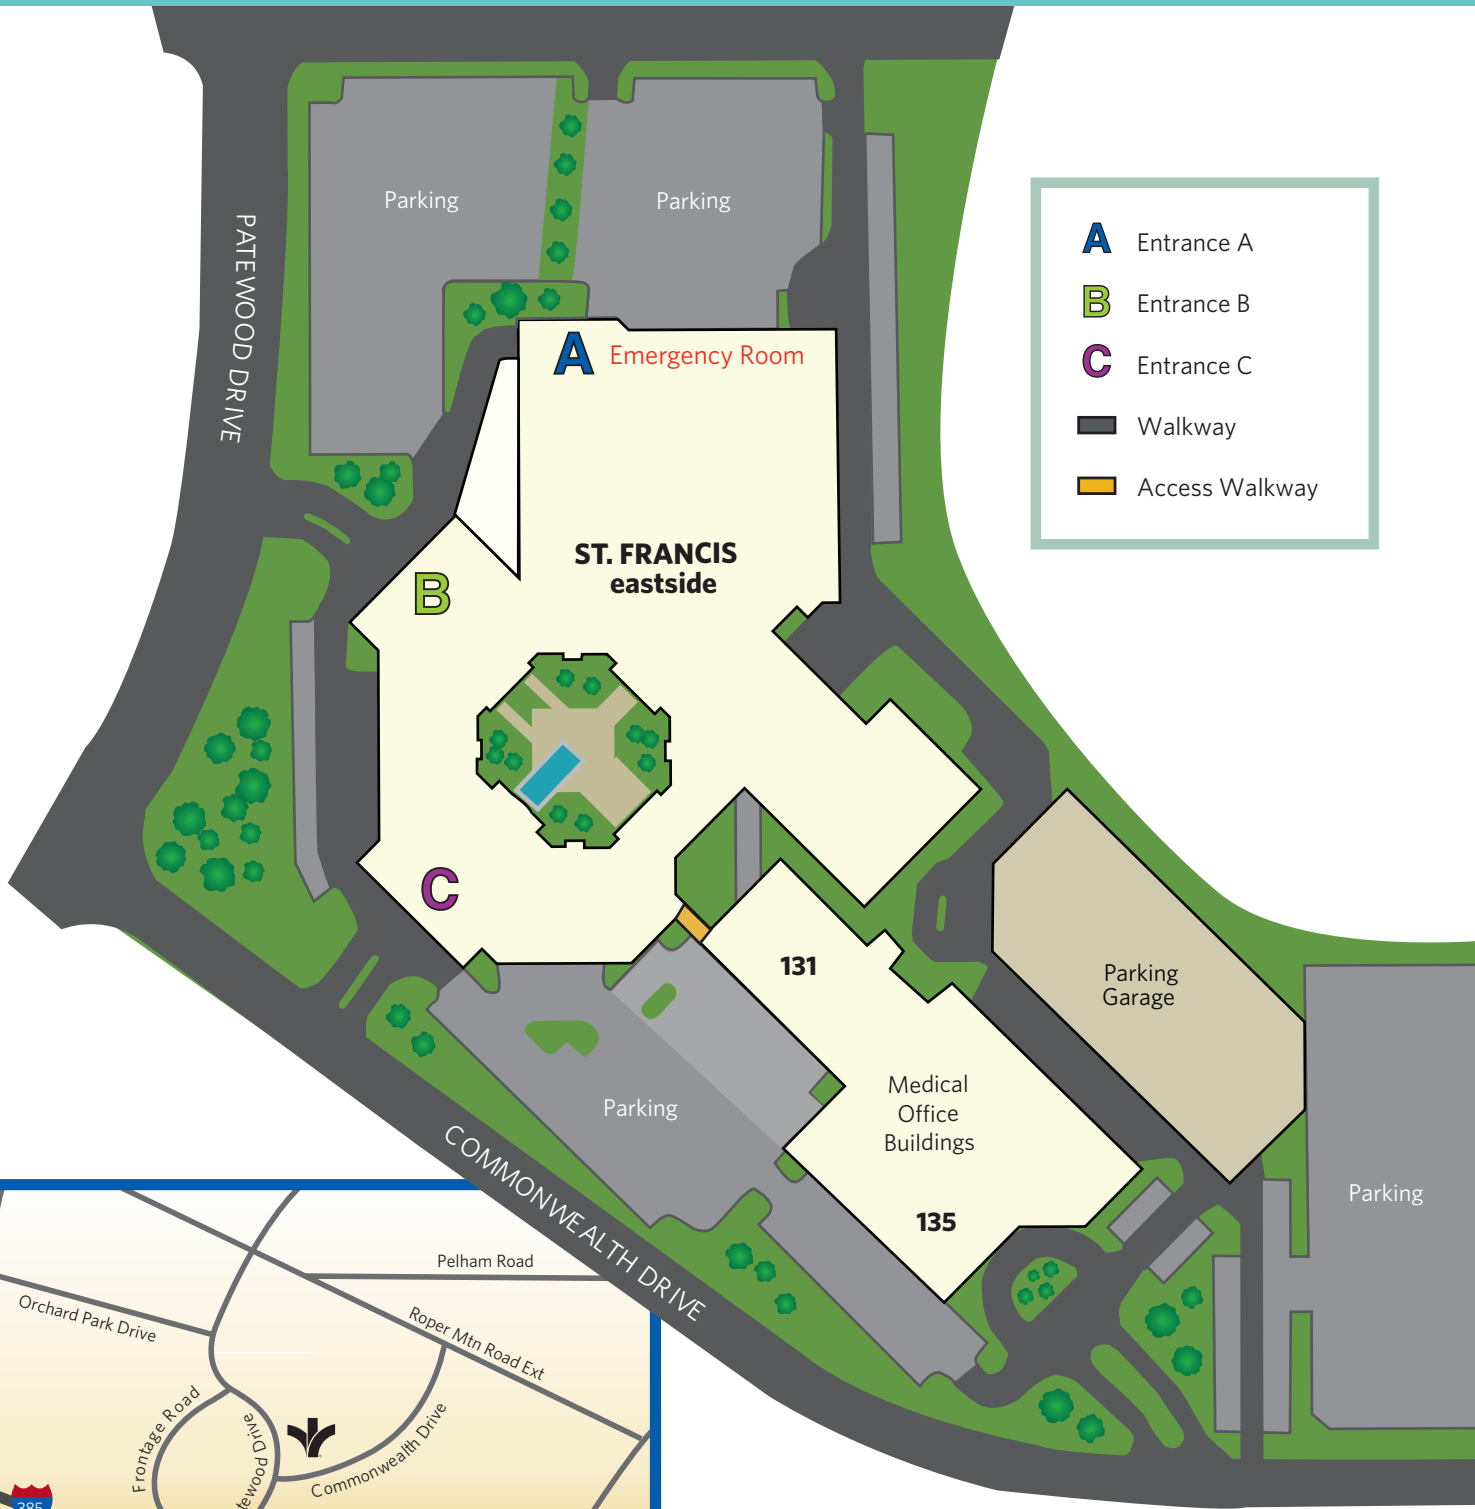 Parking
Parking
PATEWOOD DRIVE
A Entrance A
B Entrance B
C Entrance C
Walkway
Access Walkway
A Emergency Room
ST. FRANCIS
eastside
B
C
131
Parking
Garage
Medical
Office
Buildings
Parking
Parking
135
COMMONWEALTH DRIVE
Pelham Road
Orchard Park Drive
Roper Mtn Road Ext
Frontage Road
Drive
Commonwealth Drive
385